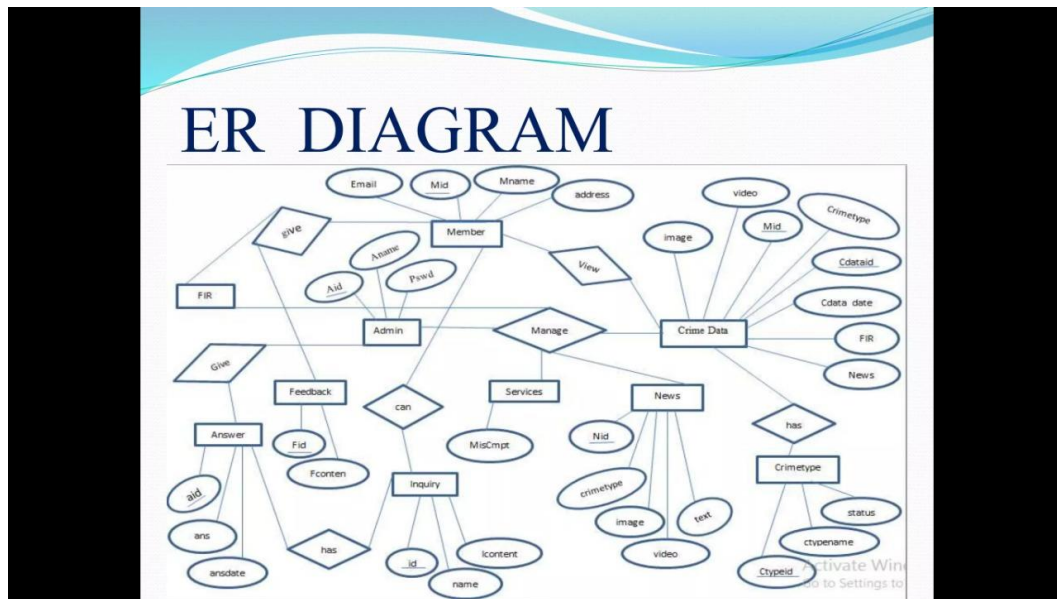 ER DIAGRAM
Email
Mid
Mname
address
video
Crimetype
Mid
image
give
Member
Aname
View
Cdataid
Aid
Pswd
FIR
Cdata date
Admin
Manage
Crime Data
FIR
Give
News
Feedback
can
Services
News
has
Answer
Fid
MisCmpt
Nid
Fconten
Inquiry
Crimetype
aid
crimetype
text
status
ans
image
ctypename
has
Icontent
video
ansdate
id
name
Ctypeid
Activate Win
Go to Settings to